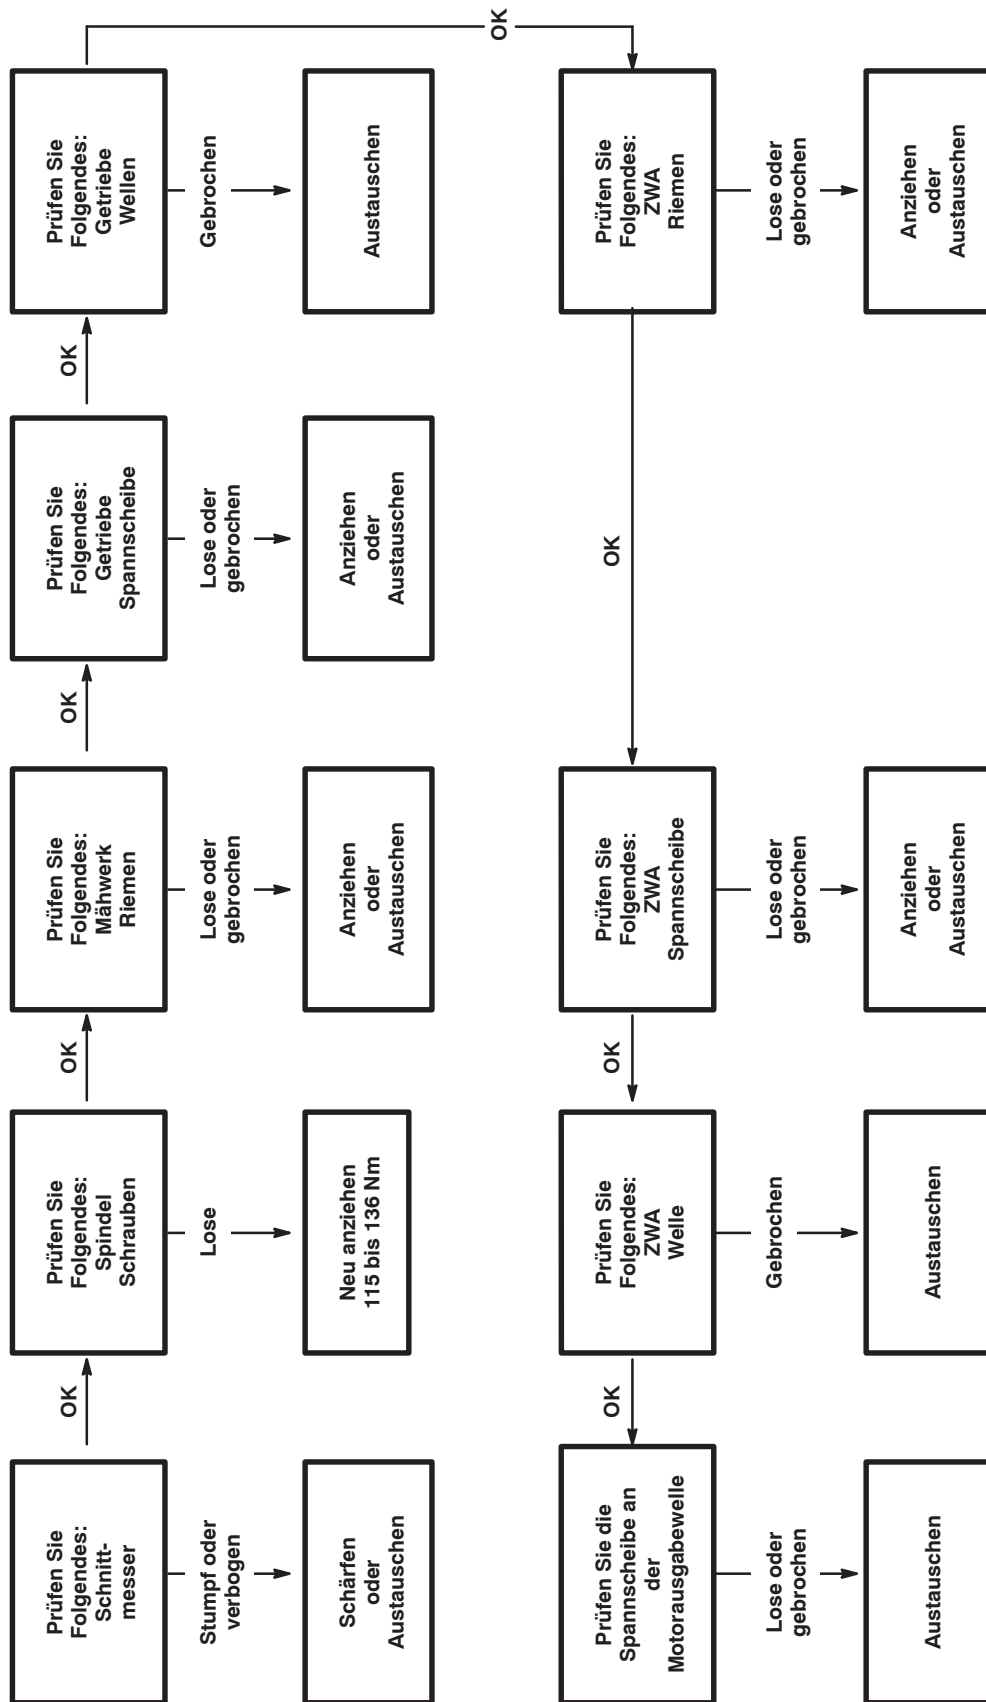 Prüfen Sie
Folgendes:
Schnitt-
messer
OK
Stumpf oder
verbogen
Schärfen
oder
Austauschen
Prüfen Sie
Folgendes:
Spindel
Schrauben
OK
Lose
Neu anziehen
115 bis 136 Nm
Prüfen Sie
Folgendes:
Mähwerk
Riemen
OK
Lose oder
gebrochen
Anziehen
oder
Austauschen
Prüfen Sie
Folgendes:
Getriebe
Spannscheibe
OK
Lose oder
gebrochen
Anziehen
oder
Austauschen
Prüfen Sie
Folgendes:
Getriebe
Wellen
Gebrochen
Austauschen
OK
Prüfen Sie
Folgendes:
ZWA
Riemen
Lose oder
gebrochen
Anziehen
oder
Austauschen
OK
Prüfen Sie
Folgendes:
ZWA
Spannscheibe
Lose oder
gebrochen
Anziehen
oder
Austauschen
OK
Prüfen Sie
Folgendes:
ZWA
Welle
Gebrochen
Austauschen
OK
Prüfen Sie die
Spannscheibe an
der
Motorausgabewelle
Lose oder
gebrochen
Austauschen